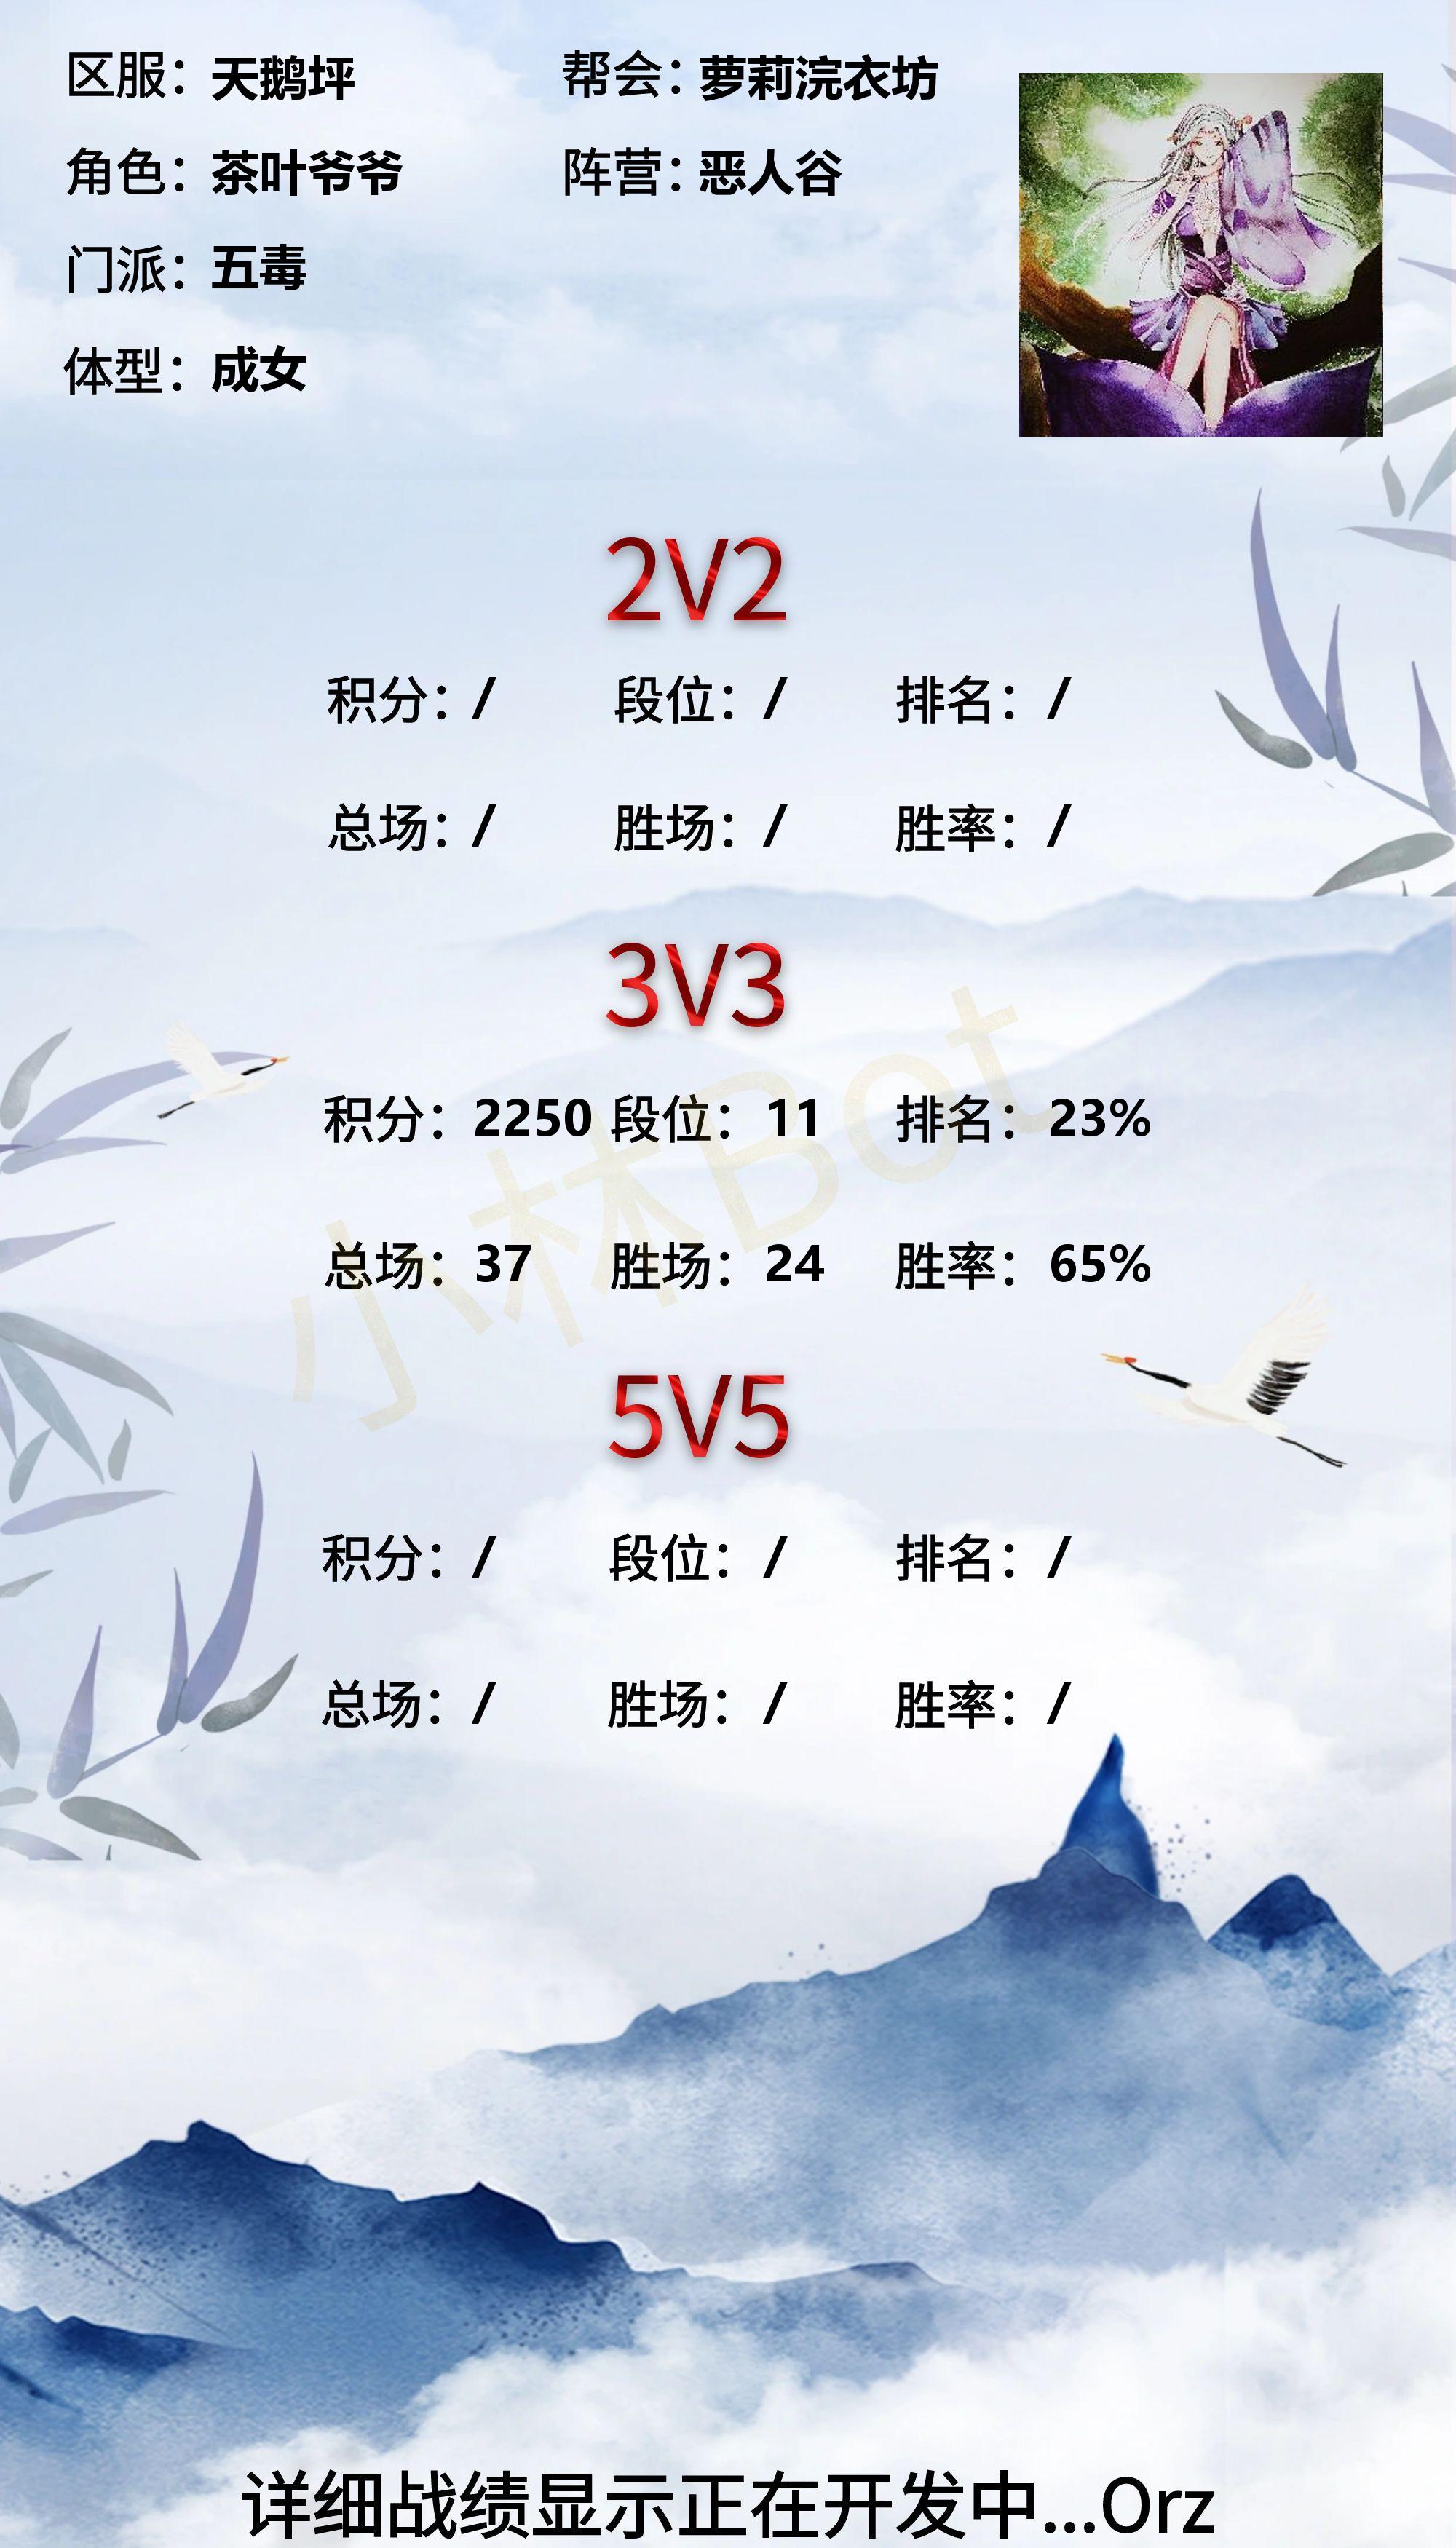 区服：天鹅坪 帮会：萝莉浣衣坊
角色：茶叶爷爷 阵营：恶人谷
门派：五毒
体型：成女
2V2
积分：/ 段位：/ 排名：/
总场：/ 胜场：/ 胜率：/
3V3
积分：2250 段位：11 排名：23%
总场：37 胜场：24 胜率：65%
小林Bot
5V5
积分：/ 段位：/ 排名：/
总场：/ 胜场：/ 胜率：/
详细战绩显示正在开发中...Orz